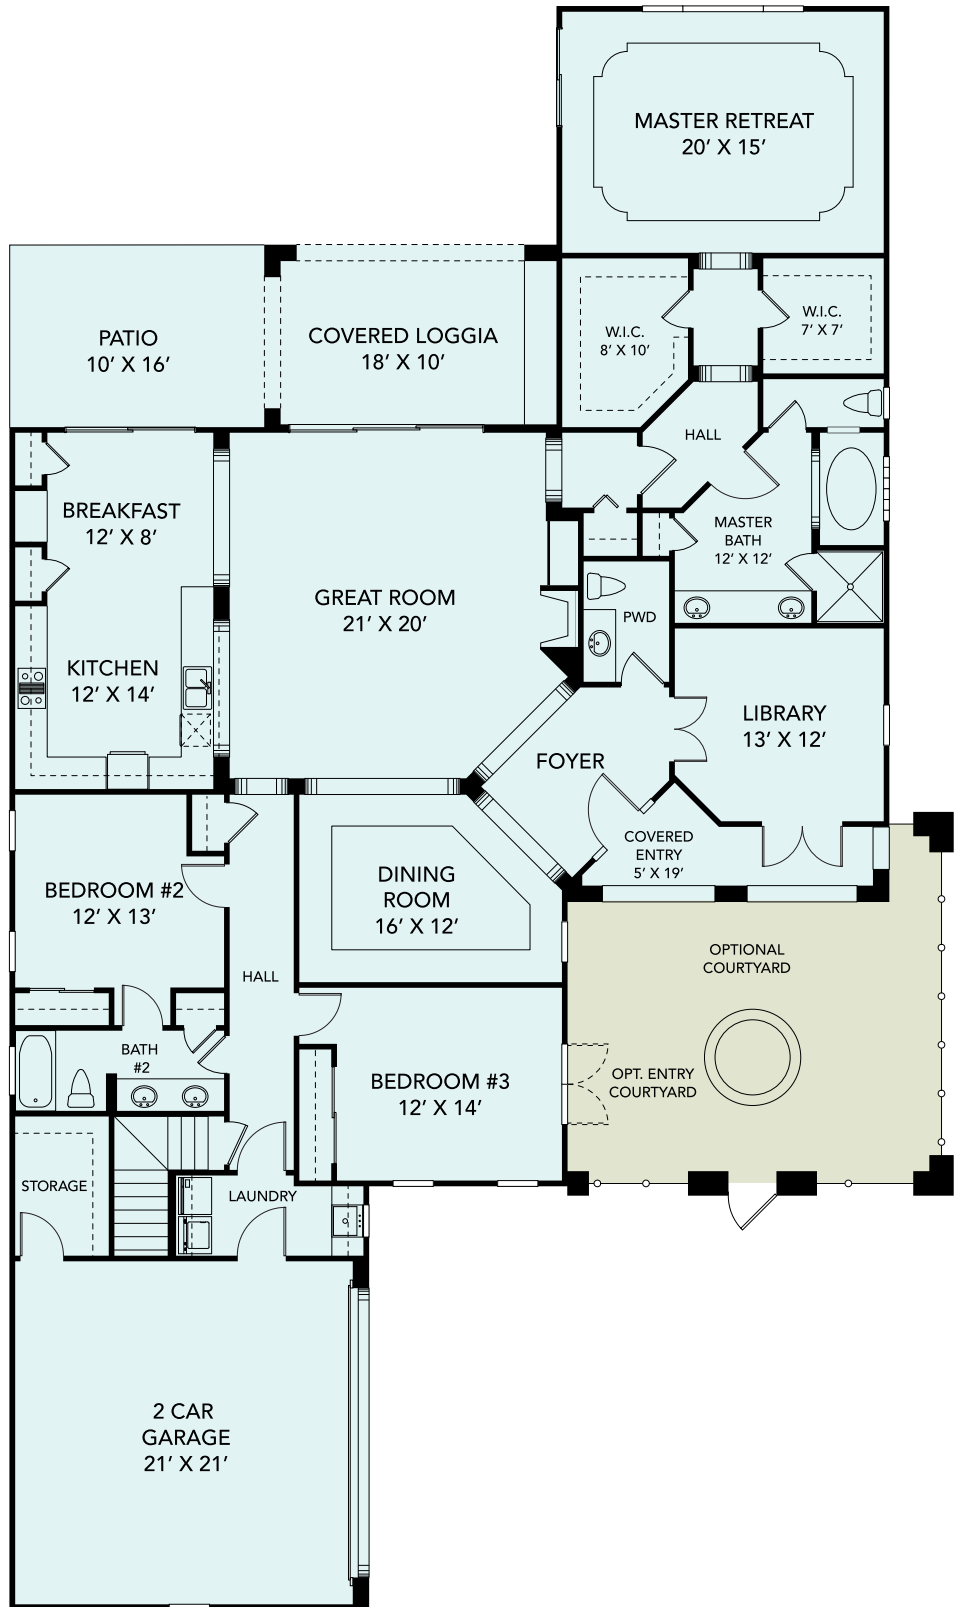 MASTER RETREAT
20’ X 15’
W.I.C.
8’ X 10’
W.I.C.
7’ X 7’
PATIO
10’ X 16’
COVERED LOGGIA
18’ X 10’
HALL
BREAKFAST
12’ X 8’
MASTER
BATH
12’ X 12’
GREAT ROOM
21’ X 20’
PWD
KITCHEN
12’ X 14’
LIBRARY
13’ X 12’
FOYER
COVERED
ENTRY
5’ X 19’
BEDROOM #2
12’ X 13’
DINING
ROOM
16’ X 12’
HALL
OPTIONAL
COURTYARD
BATH
#2
BEDROOM #3
12’ X 14’
OPT. ENTRY
COURTYARD
STORAGE
LAUNDRY
2 CAR
GARAGE
21’ X 21’